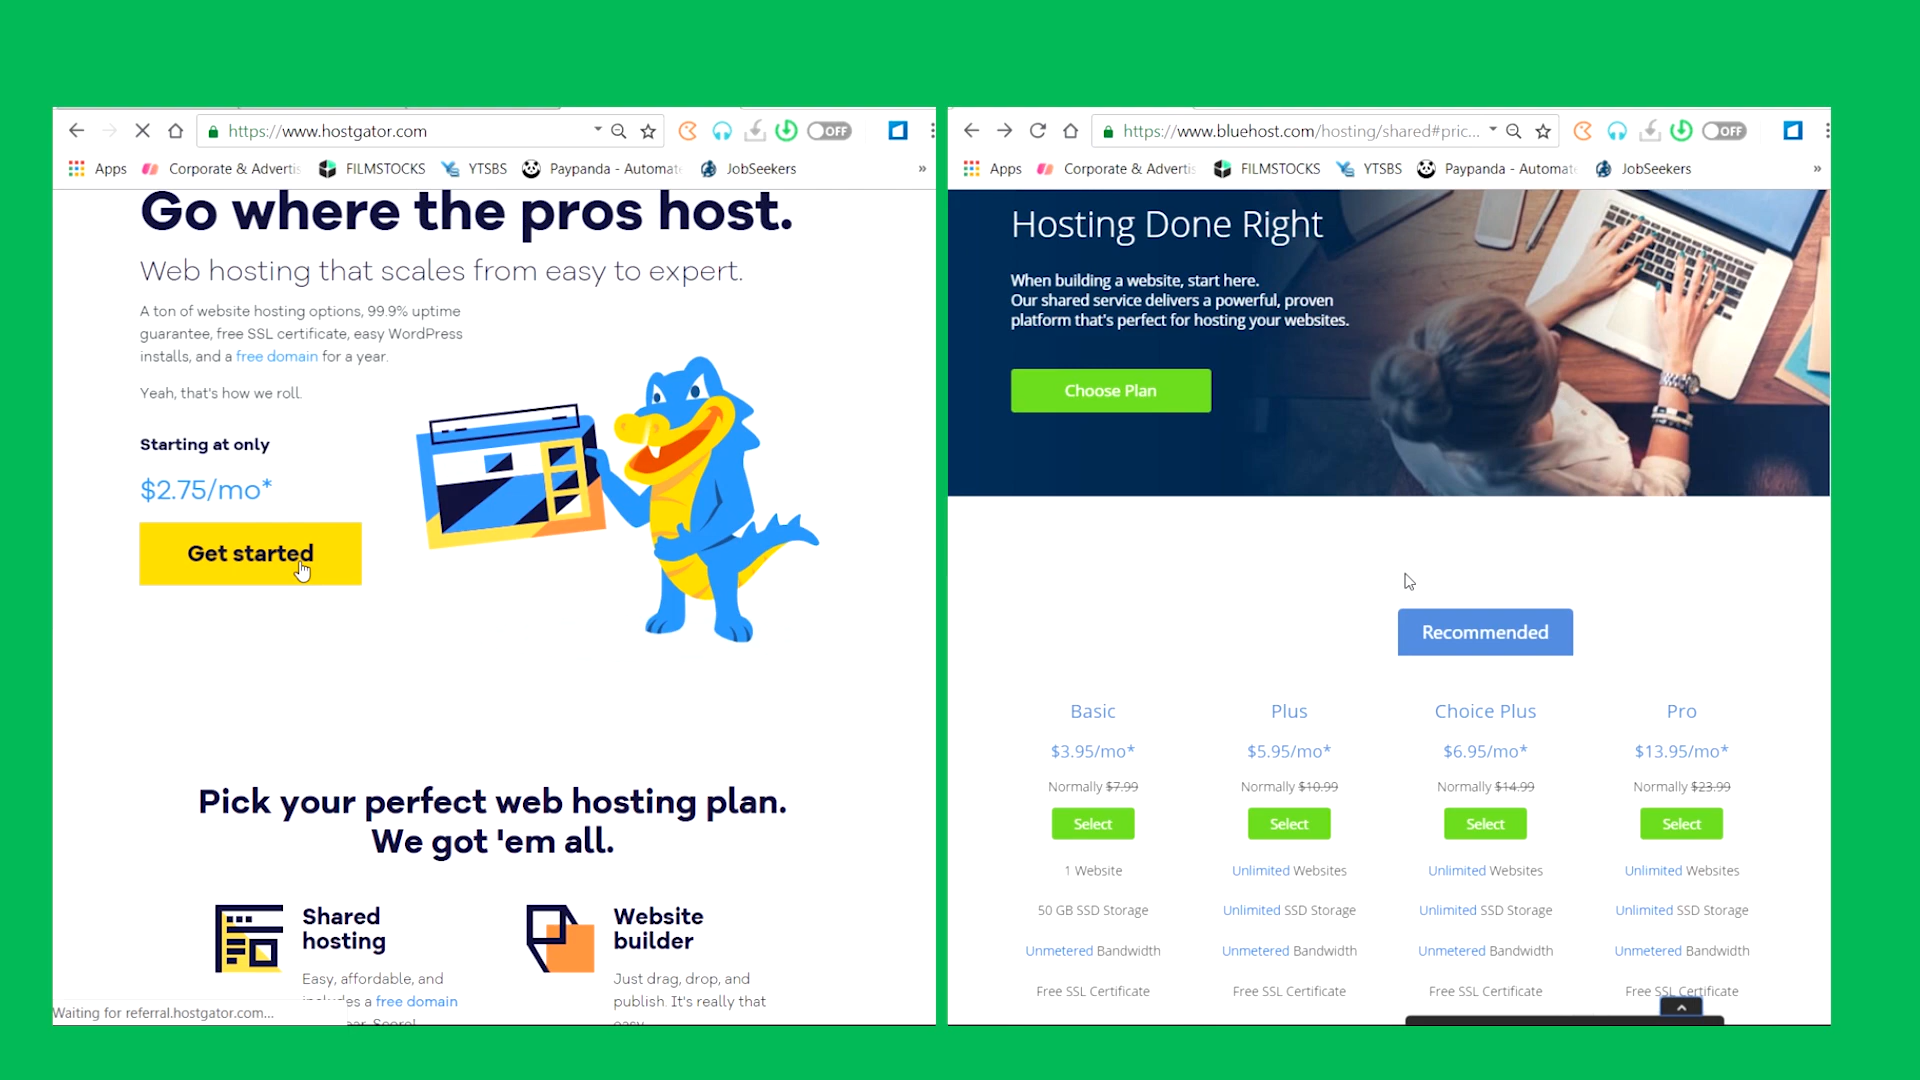 https://www.hostgator.com
OFF
Apps
Corporate & Advertis
FILMSTOCKS
YTSBS
Paypanda - Automat
JobSeekers
»
Go where the pros host.
Web hosting that scales from easy to expert.
A ton of website hosting options, 99.9% uptime
guarantee, free SSL certificate, easy WordPress
installs, and a free domain for a year.
Yeah, that's how we roll.
Starting at only
$2.75/mo*
Get started
Pick your perfect web hosting plan.
We got 'em all.
Shared
hosting
Easy, affordable, and
includes a free domain
Website
builder
Just drag, drop, and
publish. It's really that
Waiting for referral.hostgator.com...
https://www.bluehost.com/hosting/shared#pric...
OFF
Apps
Corporate & Advertis
FILMSTOCKS
YTSBS
Paypanda - Automat
JobSeekers
»
Hosting Done Right
When building a website, start here.
Our shared service delivers a powerful, proven
platform that's perfect for hosting your websites.
Choose Plan
Recommended
Basic Plus Choice Plus Pro
$3.95/mo* $5.95/mo* $6.95/mo* $13.95/mo*
Normally $7.99 Normally $10.99 Normally $14.99 Normally $23.99
Select Select Select Select
1 Website Unlimited Websites Unlimited Websites Unlimited Websites
50 GB SSD Storage Unlimited SSD Storage Unlimited SSD Storage Unlimited SSD Storage
Unmetered Bandwidth Unmetered Bandwidth Unmetered Bandwidth Unmetered Bandwidth
Free SSL Certificate Free SSL Certificate Free SSL Certificate Free SSL Certificate